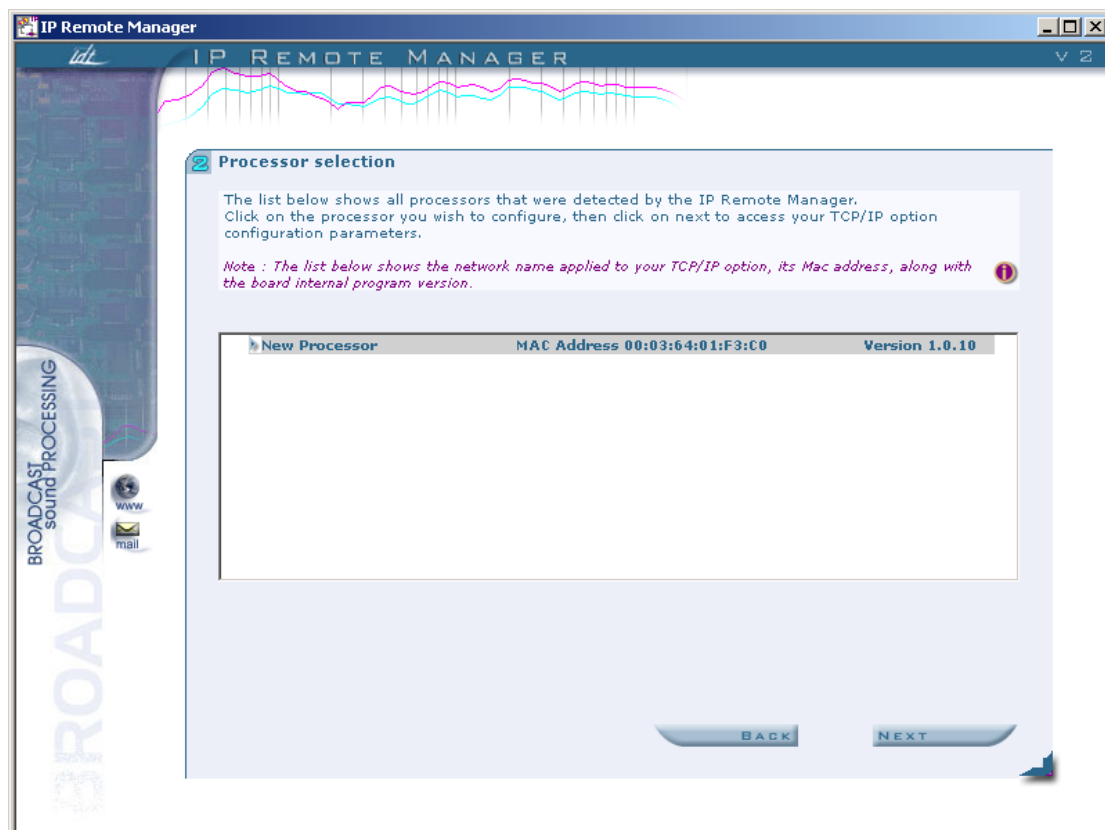 IP Remote Manager
idt
IP REMOTE MANAGER
V 2
2 Processor selection
The list below shows all processors that were detected by the IP Remote Manager.
Click on the processor you wish to configure, then click on next to access your TCP/IP option
configuration parameters.
Note : The list below shows the network name applied to your TCP/IP option, its Mac address, along with
the board internal program version.
New Processor MAC Address 00:03:64:01:F3:C0 Version 1.0.10
BROADCAST
sound PROCESSING
www
mail
BROADCAST
BACK
NEXT